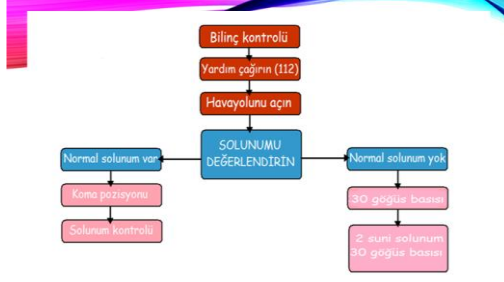 Bilinç kontrolü
Yardım çağırın (112)
Havayolunu açın
SOLUNUMU
DEĞERLENDİRİN
Normal solunum var
Normal solunum yok
Koma pozisyonu
30 göğüs basısı
Solunum kontrolü
2 suni solunum
30 göğüs basısı